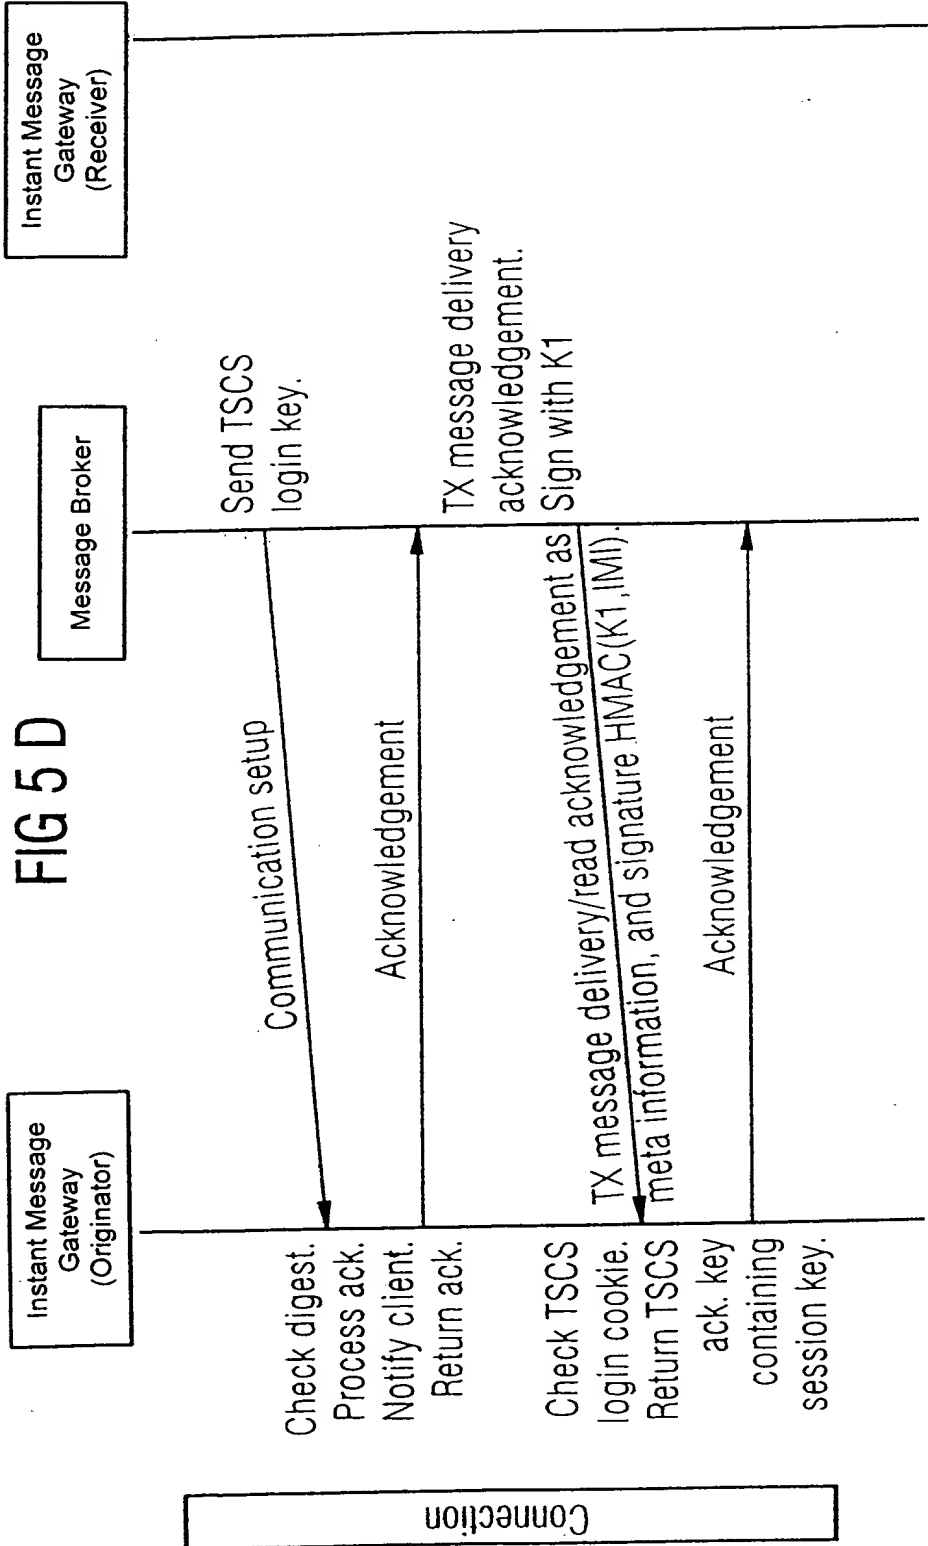 FIG 5 D
Instant Message
Gateway
(Originator)
Message Broker
Instant Message
Gateway
(Receiver)
Connection
Send TSCS
login key.
Communication setup
Check digest.
Process ack.
Notify client.
Return ack.
Acknowledgement
TX message delivery
acknowledgement.
Sign with K1
TX message delivery/read acknowledgement as
meta information, and signature HMAC(K1,IMI).
Check TSCS
login cookie.
Return TSCS
ack. key
containing
session key.
Acknowledgement